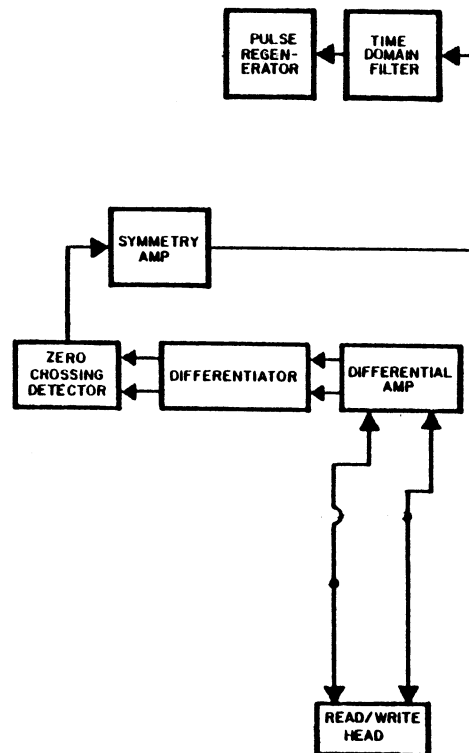 PULSE
REGEN-
ERATOR
TIME
DOMAIN
FILTER
SYMMETRY
AMP
ZERO
CROSSING
DETECTOR
DIFFERENTIATOR
DIFFERENTIAL
AMP
READ/WRITE
HEAD